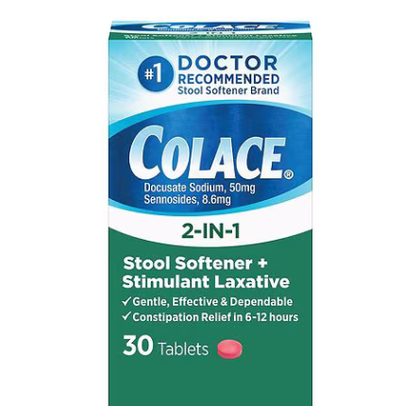 #1 DOCTOR
RECOMMENDED
Stool Softener Brand
COLACE®
Docusate Sodium, 50mg
Sennosides, 8.6mg
2-IN-1
Stool Softener +
Stimulant Laxative
✓Gentle, Effective & Dependable
✓Constipation Relief in 6-12 hours
30 Tablets